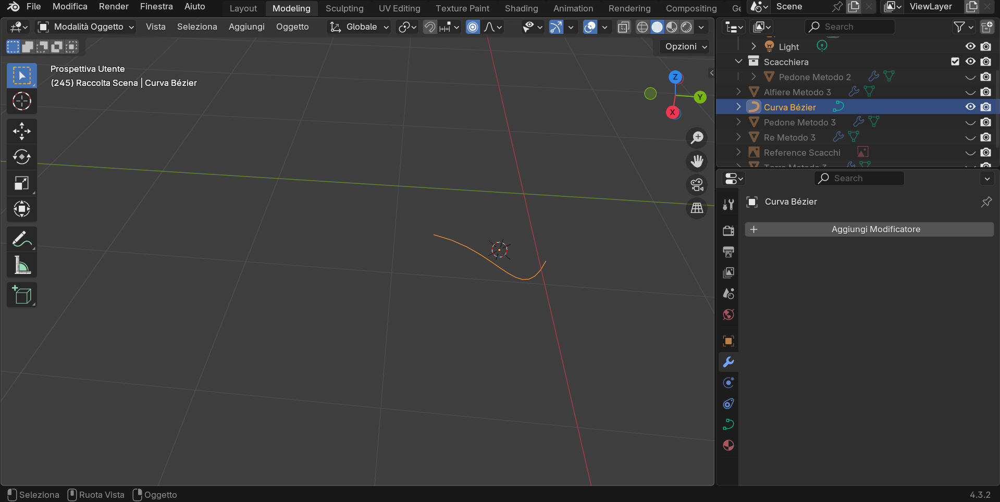 File Modifica Render Finestra Aiuto Layout Modeling Sculpting UV Editing Texture Paint Shading Animation Rendering Compositing Ge Scene ViewLayer
Modalità Oggetto Vista Seleziona Aggiungi Oggetto Globale Search
Opzioni
Prospettiva Utente
(245) Raccolta Scena | Curva Bézier
Z
Y
X
Light
Scacchiera
Pedone Metodo 2
Alfiere Metodo 3
Curva Bézier
Pedone Metodo 3
Re Metodo 3
Reference Scacchi
Torre Metodo 3
Search
Curva Bézier
Aggiungi Modificatore
Seleziona Ruota Vista Oggetto 4.3.2